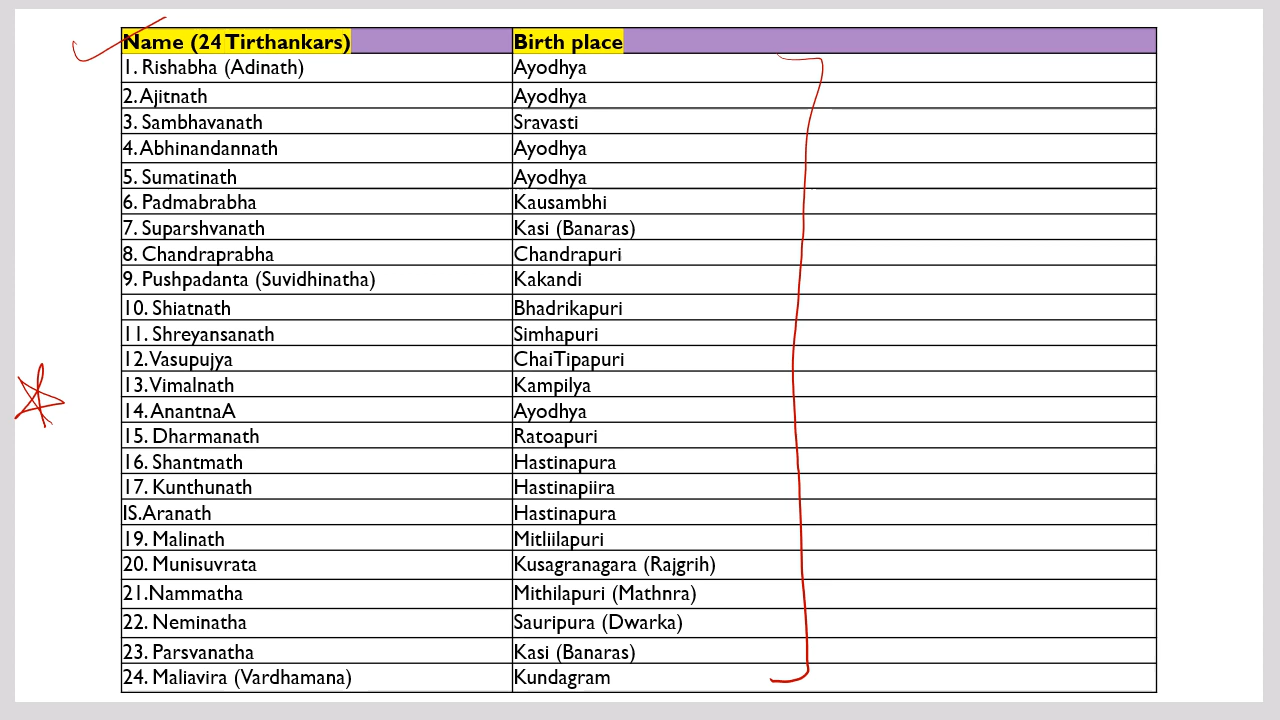 Name (24 Tirthankars) Birth place
1. Rishabha (Adinath) Ayodhya
2. Ajitnath Ayodhya
3. Sambhavanath Sravasti
4. Abhinandannath Ayodhya
5. Sumatinath Ayodhya
6. Padmabrabha Kausambhi
7. Suparshvanath Kasi (Banaras)
8. Chandraprabha Chandrapuri
9. Pushpadanta (Suvidhinatha) Kakandi
10. Shiatnath Bhadrikapuri
11. Shreyansanath Simhapuri
12. Vasupujya ChaiTipapuri
13. Vimalnath Kampilya
14. AnantnaA Ayodhya
15. Dharmanath Ratoapuri
16. Shantmath Hastinapura
17. Kunthunath Hastinapiira
IS.Aranath Hastinapura
19. Malinath Mitliilapuri
20. Munisuvrata Kusagranagara (Rajgrih)
21.Nammatha Mithilapuri (Mathnra)
22. Neminatha Sauripura (Dwarka)
23. Parsvanatha Kasi (Banaras)
24. Maliavira (Vardhamana) Kundagram